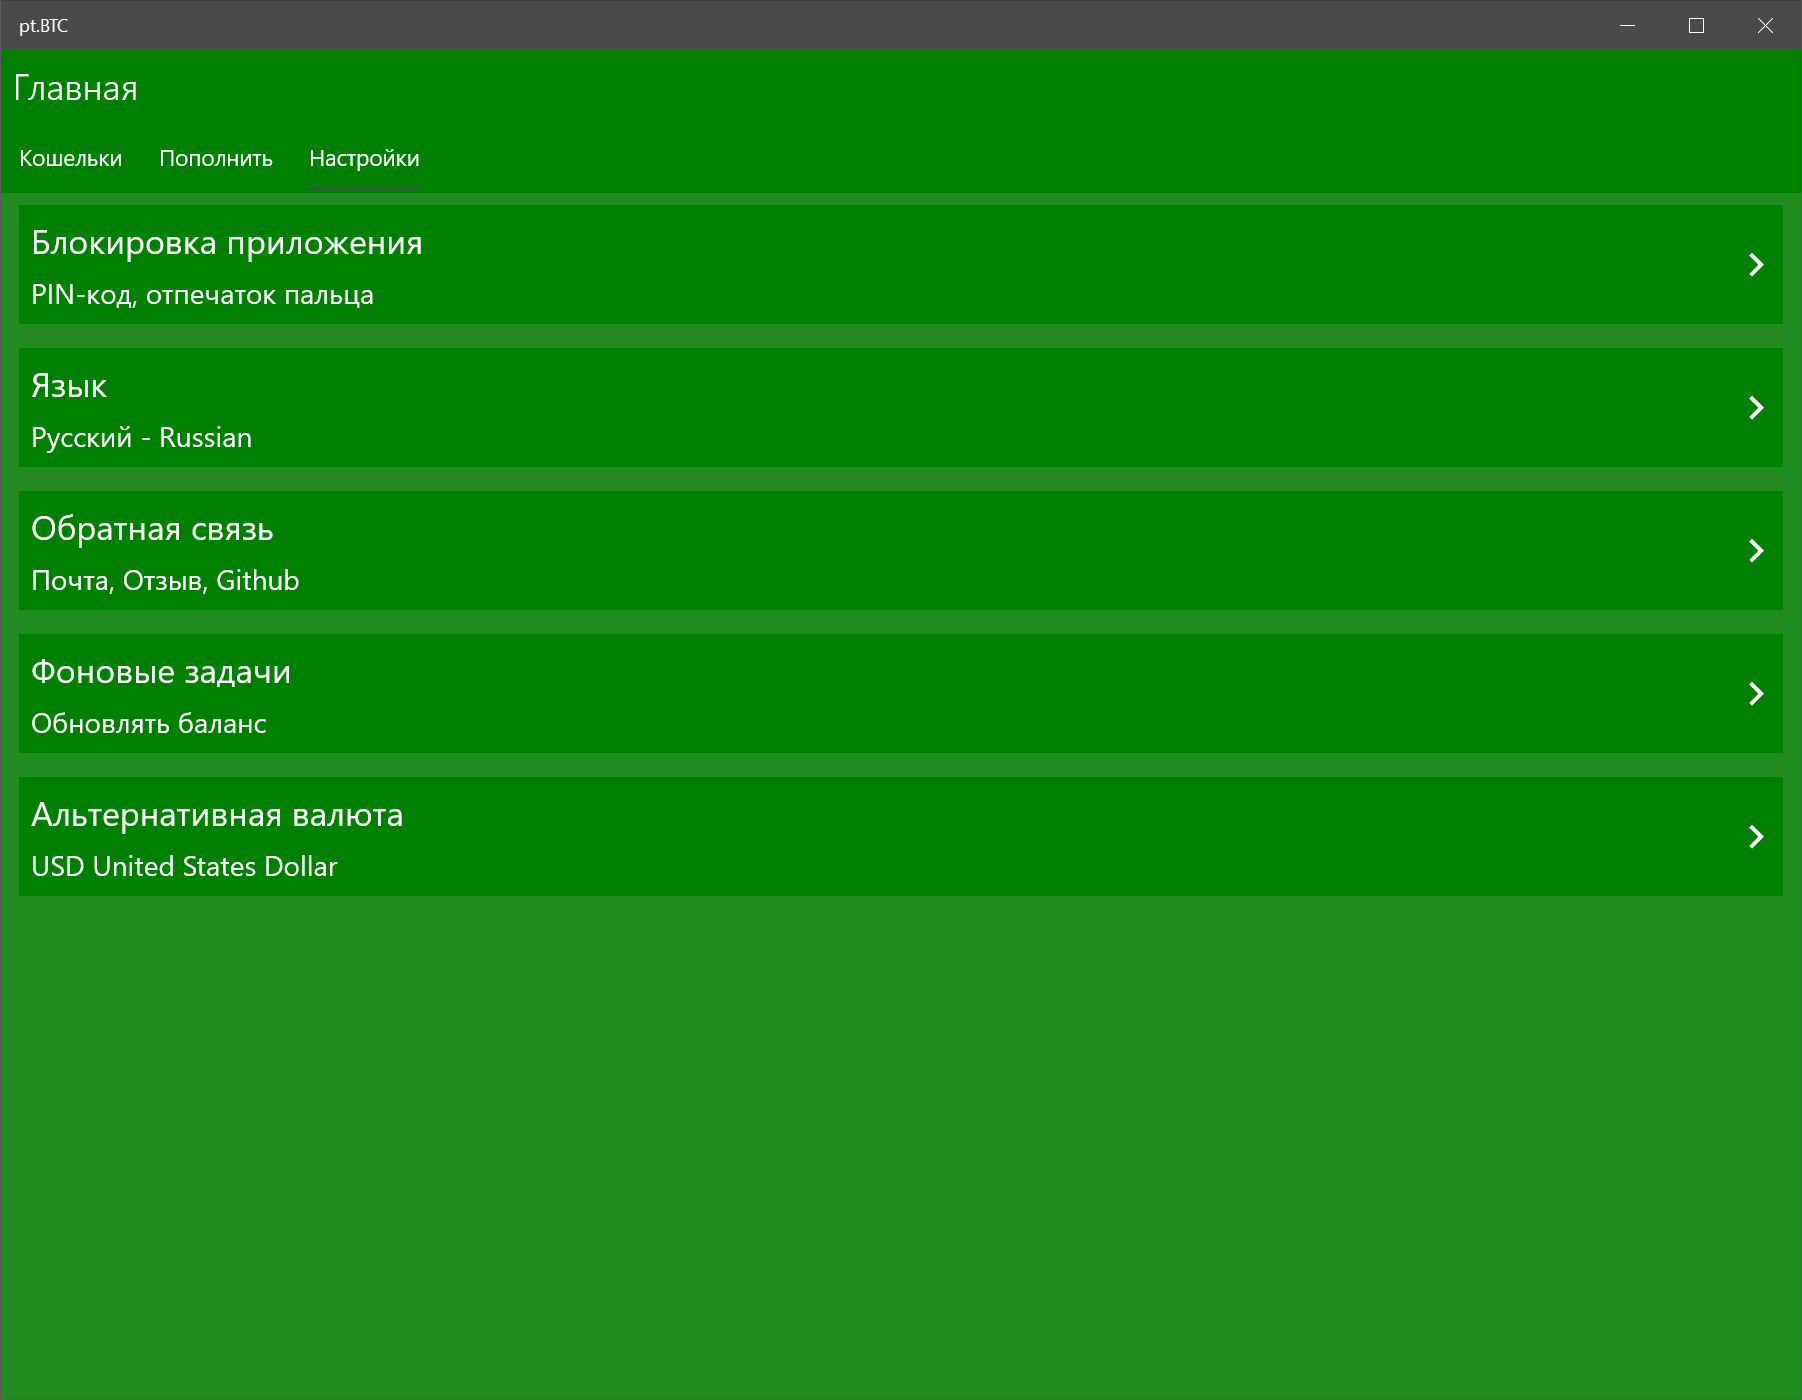 pt.BTC
Главная
Кошельки Пополнить Настройки
Блокировка приложения
PIN-код, отпечаток пальца
Язык
Русский - Russian
Обратная связь
Почта, Отзыв, Github
Фоновые задачи
Обновлять баланс
Альтернативная валюта
USD United States Dollar